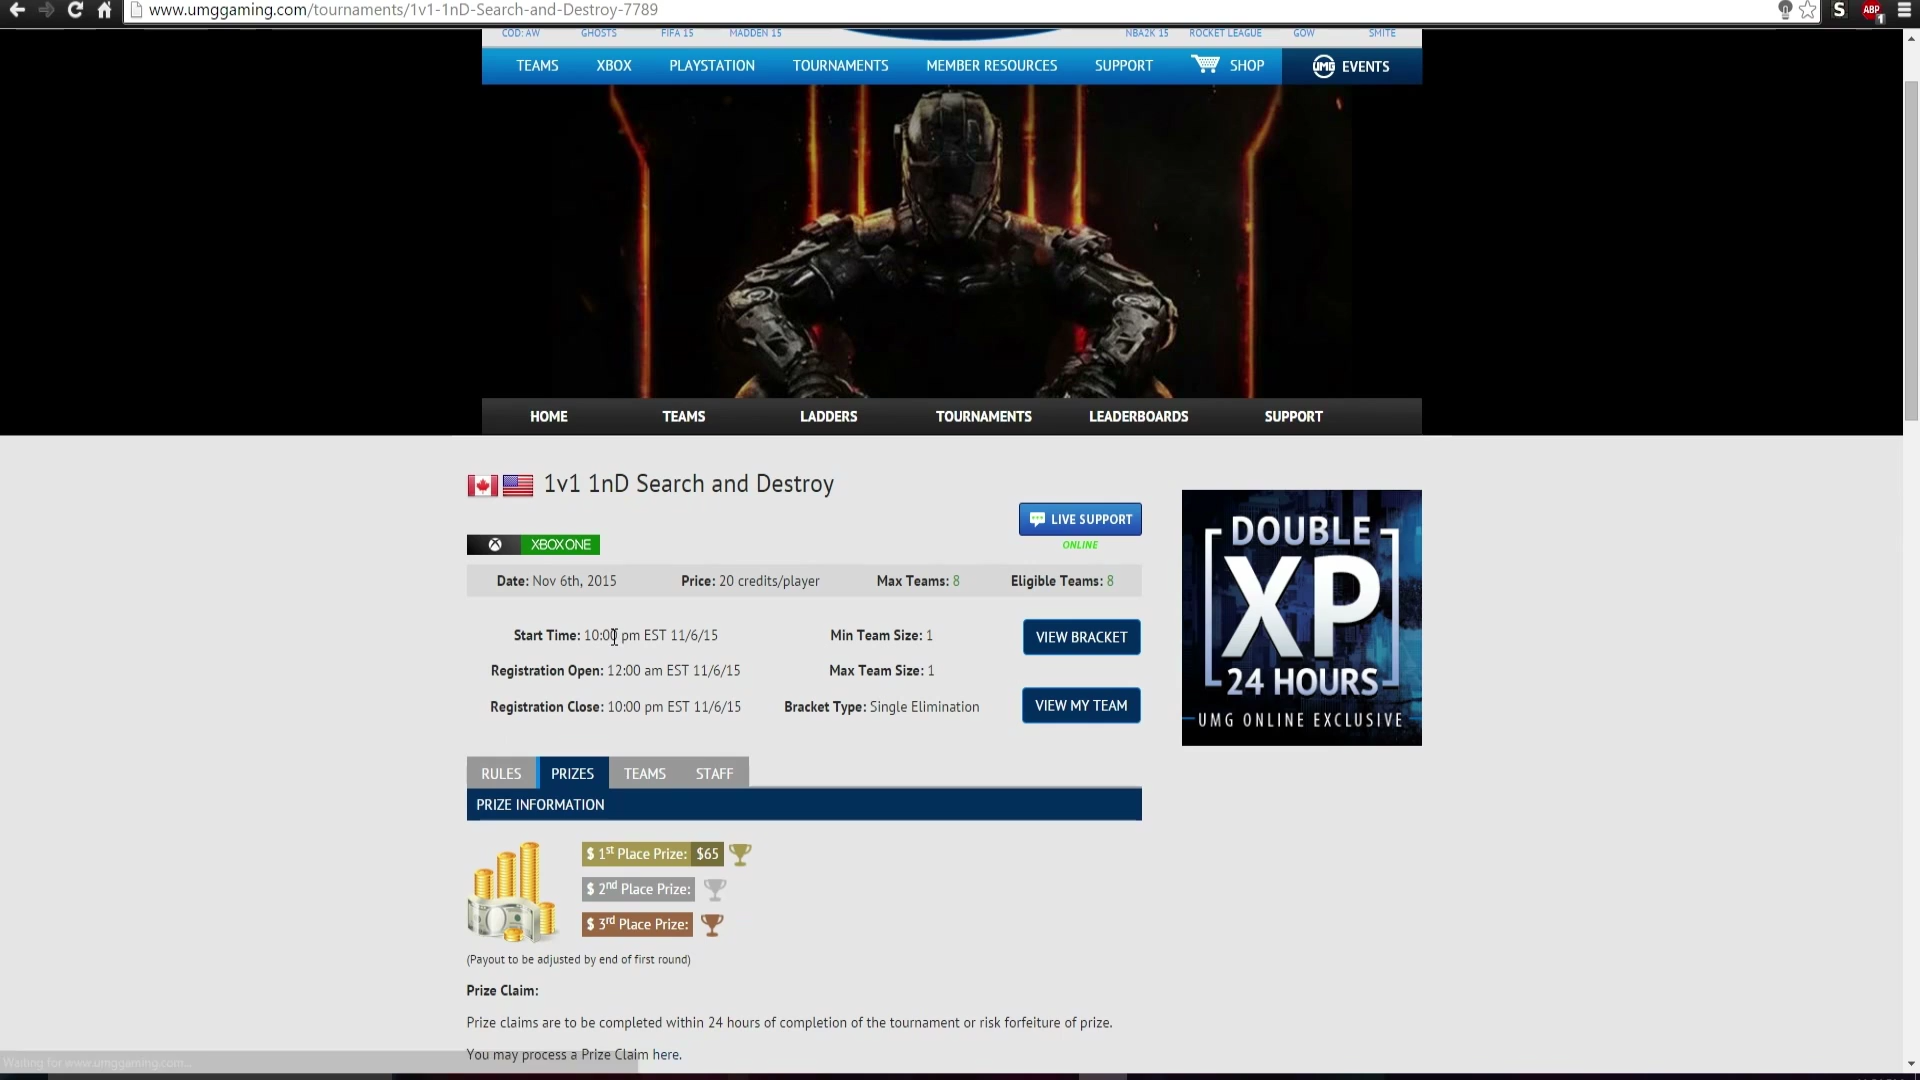 www.umggaming.com/tournaments/1v1-1nD-Search-and-Destroy-7789
S
ABP
1
COD: AW GHOSTS FIFA 15 MADDEN 15 NBA2K 15 ROCKET LEAGUE GOW SMITE
TEAMS XBOX PLAYSTATION TOURNAMENTS MEMBER RESOURCES SUPPORT SHOP UMG EVENTS
HOME TEAMS LADDERS TOURNAMENTS LEADERBOARDS SUPPORT
1v1 1nD Search and Destroy
LIVE SUPPORT
ONLINE
XBOX ONE
Date: Nov 6th, 2015 Price: 20 credits/player Max Teams: 8 Eligible Teams: 8
Start Time: 10:00 pm EST 11/6/15 Min Team Size: 1 VIEW BRACKET
Registration Open: 12:00 am EST 11/6/15 Max Team Size: 1
Registration Close: 10:00 pm EST 11/6/15 Bracket Type: Single Elimination VIEW MY TEAM
DOUBLE
XP
24 HOURS
UMG ONLINE EXCLUSIVE
RULES PRIZES TEAMS STAFF
PRIZE INFORMATION
$ 1st Place Prize: $65
$ 2nd Place Prize:
$ 3rd Place Prize:
(Payout to be adjusted by end of first round)
Prize Claim:
Prize claims are to be completed within 24 hours of completion of the tournament or risk forfeiture of prize.
You may process a Prize Claim here.
Waiting for www.umggaming.com...